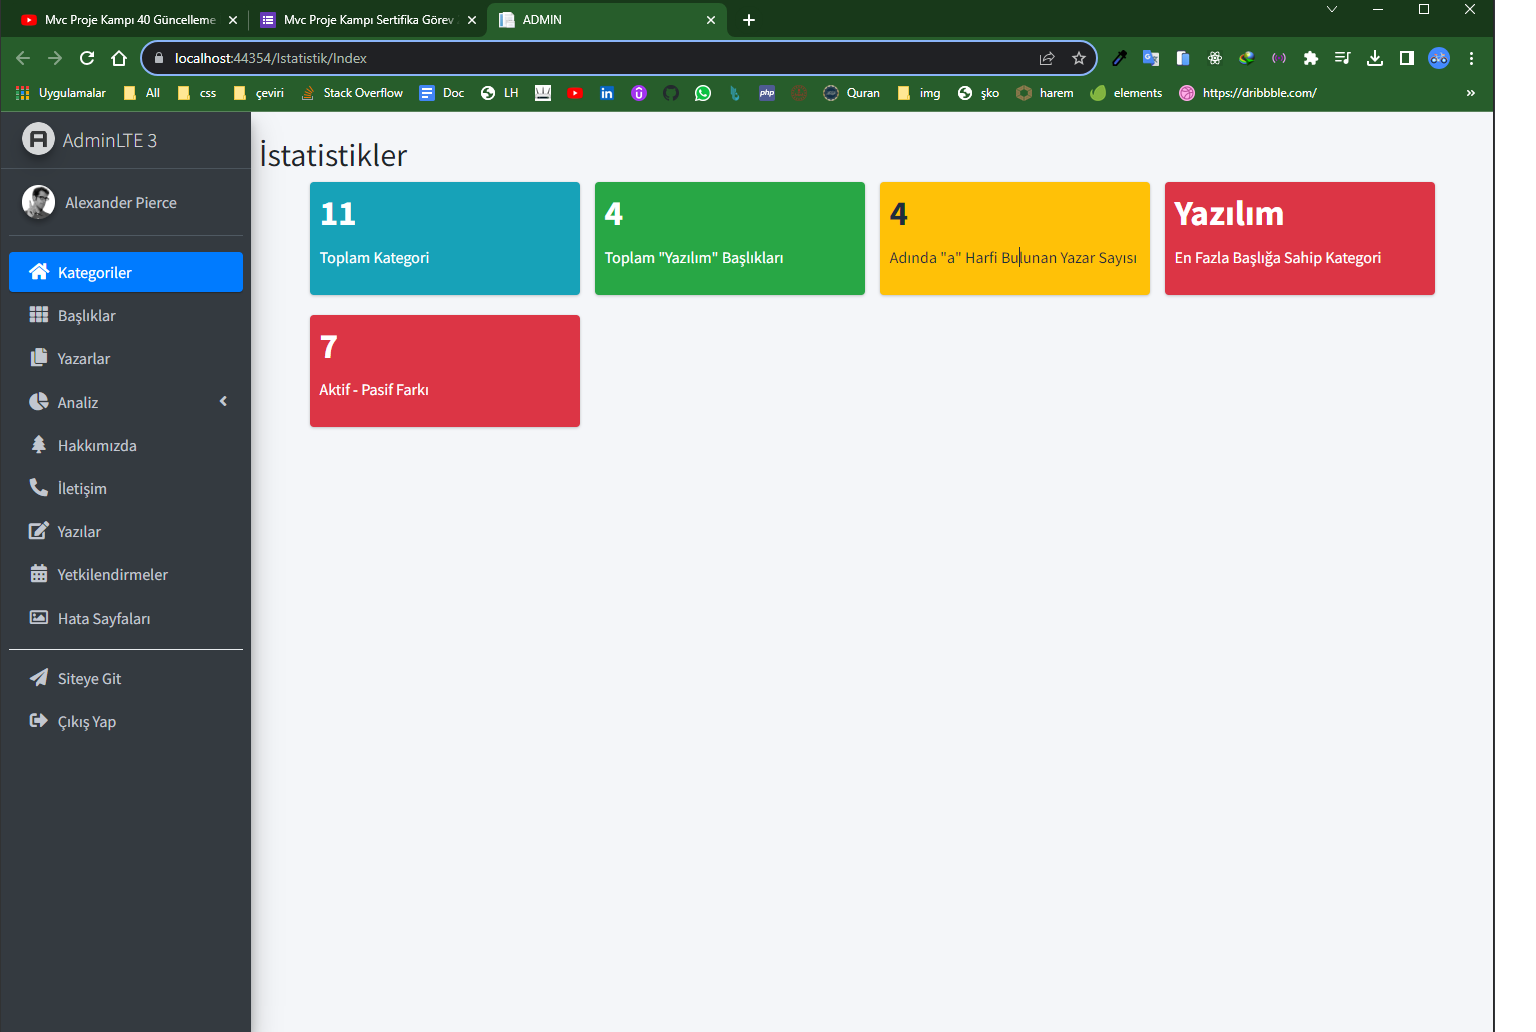 Mvc Proje Kampı 40 Güncelleme
Mvc Proje Kampı Sertifika Görev
ADMIN
localhost:44354/Istatistik/Index
Uygulamalar
All
css
çeviri
Stack Overflow
Doc
LH
php
Quran
img
şko
harem
elements
https://dribbble.com/
»
AdminLTE 3
Alexander Pierce
Kategoriler
Başlıklar
Yazarlar
Analiz
Hakkımızda
İletişim
Yazılar
Yetkilendirmeler
Hata Sayfaları
Siteye Git
Çıkış Yap
İstatistikler
11
Toplam Kategori
4
Toplam "Yazılım" Başlıkları
4
Adında "a" Harfi Bulunan Yazar Sayısı
Yazılım
En Fazla Başlığa Sahip Kategori
7
Aktif - Pasif Farkı